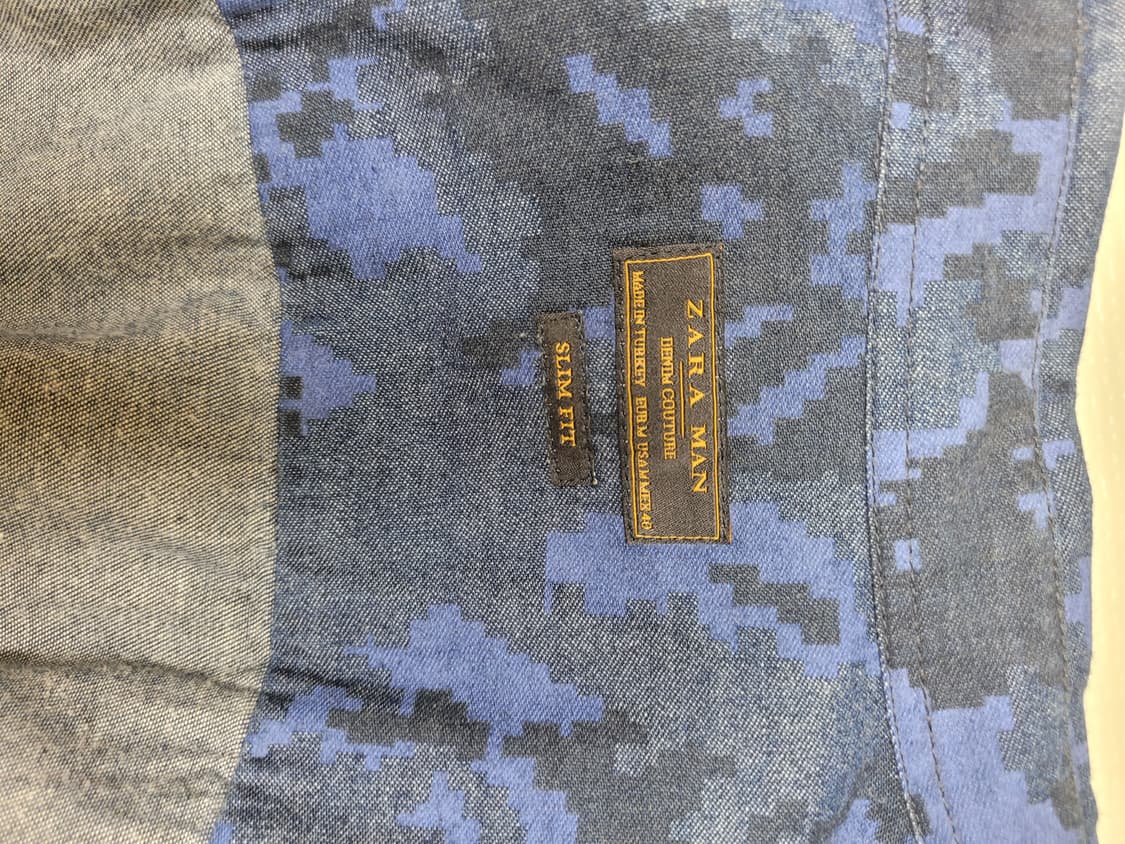 ZARA MAN
DENIM COUTURE
MADE IN TURKEY EUR M USA M MEX 40
SLIM FIT